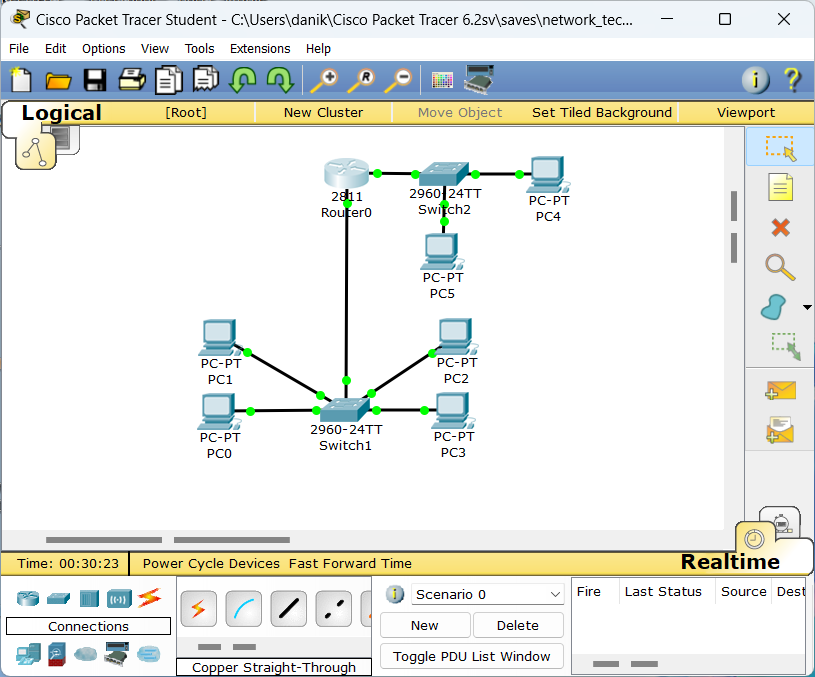 Cisco Packet Tracer Student - C:\Users\danik\Cisco Packet Tracer 6.2sv\saves\network_tec...
File Edit Options View Tools Extensions Help
Logical [Root] New Cluster Move Object Set Tiled Background Viewport
2811
Router0
2960-24TT
Switch2
PC-PT
PC4
PC-PT
PC5
PC-PT
PC1
PC-PT
PC2
PC-PT
PC0
2960-24TT
Switch1
PC-PT
PC3
Time: 00:30:23 Power Cycle Devices Fast Forward Time Realtime
Connections
Copper Straight-Through
Scenario 0
New Delete
Toggle PDU List Window
Fire Last Status Source Dest